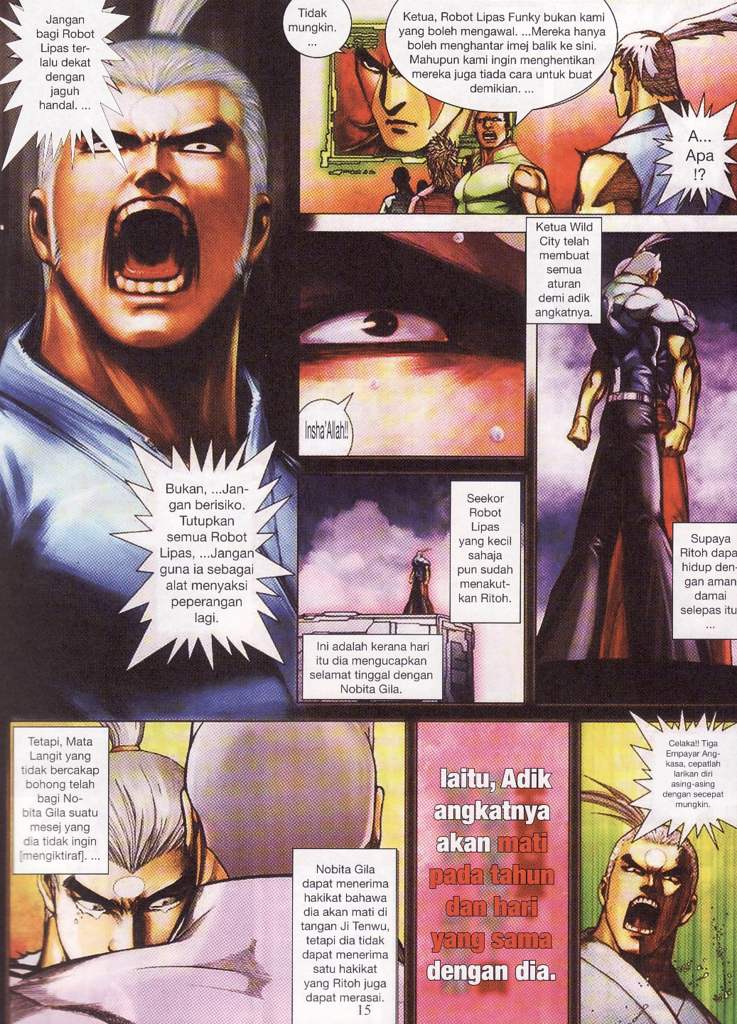 Jangan
bagi Robot
Lipas ter-
lalu dekat
dengan
jaguh
handal. ...
Tidak
mungkin.
...
Ketua, Robot Lipas Funky bukan kami
yang boleh mengawal. ...Mereka hanya
boleh menghantar imej balik ke sini.
Mahupun kami ingin menghentikan
mereka juga tiada cara untuk buat
demikian. ...
A...
Apa
!?
Ketua Wild
City telah
membuat
semua
aturan
demi adik
angkatnya.
Insha'Allah!!
Bukan, ...Jan-
gan berisiko.
Tutupkan
semua Robot
Lipas, ...Jangan
guna ia sebagai
alat menyaksi
peperangan
lagi.
Seekor
Robot
Lipas
yang kecil
sahaja
pun sudah
menakut-
kan Ritoh.
Ini adalah kerana hari
itu dia mengucapkan
selamat tinggal dengan
Nobita Gila.
Supaya
Ritoh dapa
hidup den-
gan aman
damai
selepas itu
...
Tetapi, Mata
Langit yang
tidak bercakap
bohong telah
bagi No-
bita Gila suatu
mesej yang
dia tidak ingin
[mengiktiraf]. ...
Nobita Gila
dapat menerima
hakikat bahawa
dia akan mati di
tangan Ji Tenwu,
tetapi dia tidak
dapat menerima
satu hakikat
yang Ritoh juga
dapat merasai.
Iaitu, Adik
angkatnya
akan mati
pada tahun
dan hari
yang sama
dengan dia.
Celaka!! Tiga
Empayar Ang-
kasa, cepatlah
larikan diri
asing-asing
dengan secepat
mungkin.
15